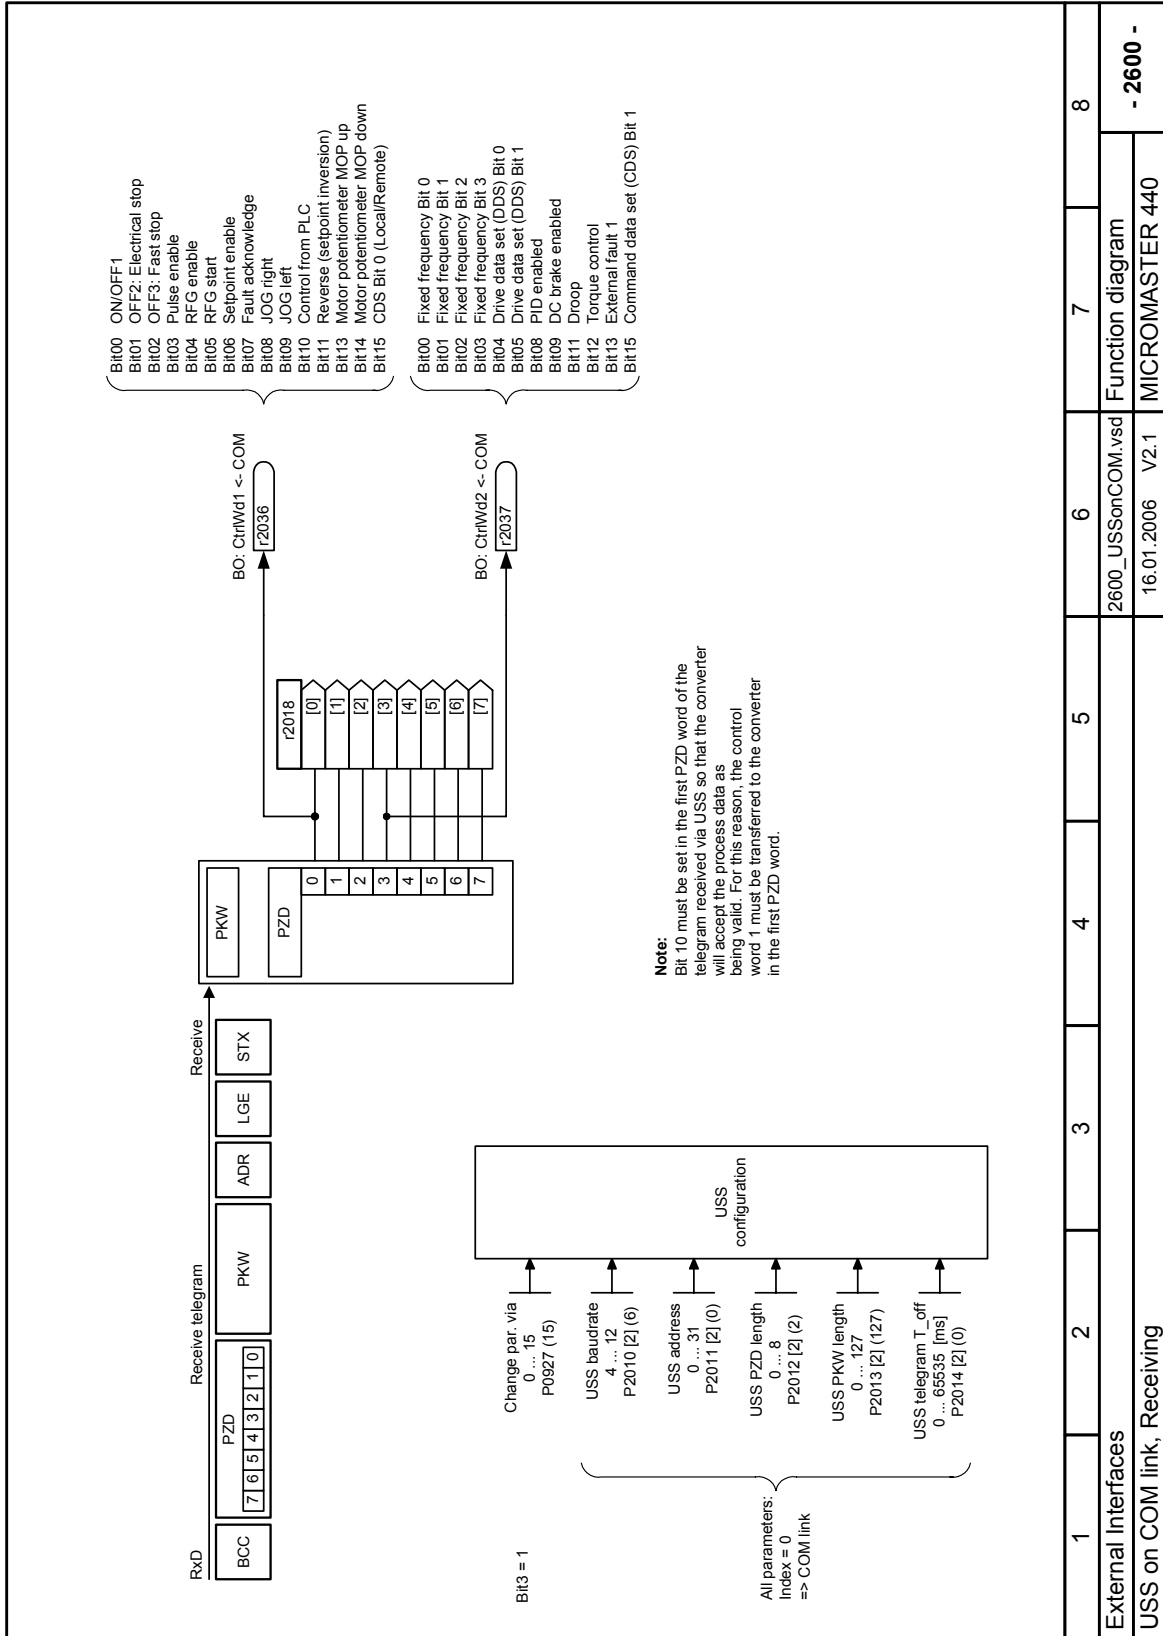 RxD
Receive telegram
Receive
BCC
PZD
7 6 5 4 3 2 1 0
PKW
ADR
LGE
STX
PKW
PZD
0
1
2
3
4
5
6
7
r2018
[0]
[1]
[2]
[3]
[4]
[5]
[6]
[7]
BO: CtrlWd1 <- COM
r2036
BO: CtrlWd2 <- COM
r2037
Bit00 ON/OFF1
Bit01 OFF2: Electrical stop
Bit02 OFF3: Fast stop
Bit03 Pulse enable
Bit04 RFG enable
Bit05 RFG start
Bit06 Setpoint enable
Bit07 Fault acknowledge
Bit08 JOG right
Bit09 JOG left
Bit10 Control from PLC
Bit11 Reverse (setpoint inversion)
Bit13 Motor potentiometer MOP up
Bit14 Motor potentiometer MOP down
Bit15 CDS Bit 0 (Local/Remote)
Bit00 Fixed frequency Bit 0
Bit01 Fixed frequency Bit 1
Bit02 Fixed frequency Bit 2
Bit03 Fixed frequency Bit 3
Bit04 Drive data set (DDS) Bit 0
Bit05 Drive data set (DDS) Bit 1
Bit08 PID enabled
Bit09 DC brake enabled
Bit11 Droop
Bit12 Torque control
Bit13 External fault 1
Bit15 Command data set (CDS) Bit 1
Bit3 = 1
Change par. via
0 ... 15
P0927 (15)
USS baudrate
4 ... 12
P2010 [2] (6)
USS address
0 ... 31
P2011 [2] (0)
USS PZD length
0 ... 8
P2012 [2] (2)
USS PKW length
0 ... 127
P2013 [2] (127)
USS telegram T_off
0 ... 65535 [ms]
P2014 [2] (0)
All parameters:
Index = 0
=> COM link
USS
configuration
Note:
Bit 10 must be set in the first PZD word of the
telegram received via USS so that the converter
will accept the process data as
being valid. For this reason, the control
word 1 must be transferred to the converter
in the first PZD word.
1 2 3 4 5 6 7 8
External Interfaces
2600_USSonCOM.vsd
Function diagram
- 2600 -
USS on COM link, Receiving
16.01.2006 V2.1
MICROMASTER 440